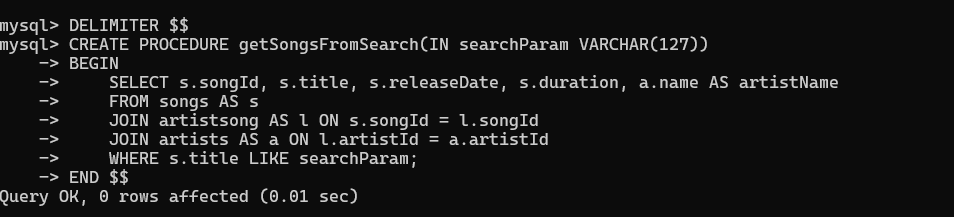 mysql> DELIMITER $$
mysql> CREATE PROCEDURE getSongsFromSearch(IN searchParam VARCHAR(127))
    -> BEGIN
    ->     SELECT s.songId, s.title, s.releaseDate, s.duration, a.name AS artistName
    ->     FROM songs AS s
    ->     JOIN artistsong AS l ON s.songId = l.songId
    ->     JOIN artists AS a ON l.artistId = a.artistId
    ->     WHERE s.title LIKE searchParam;
    -> END $$
Query OK, 0 rows affected (0.01 sec)